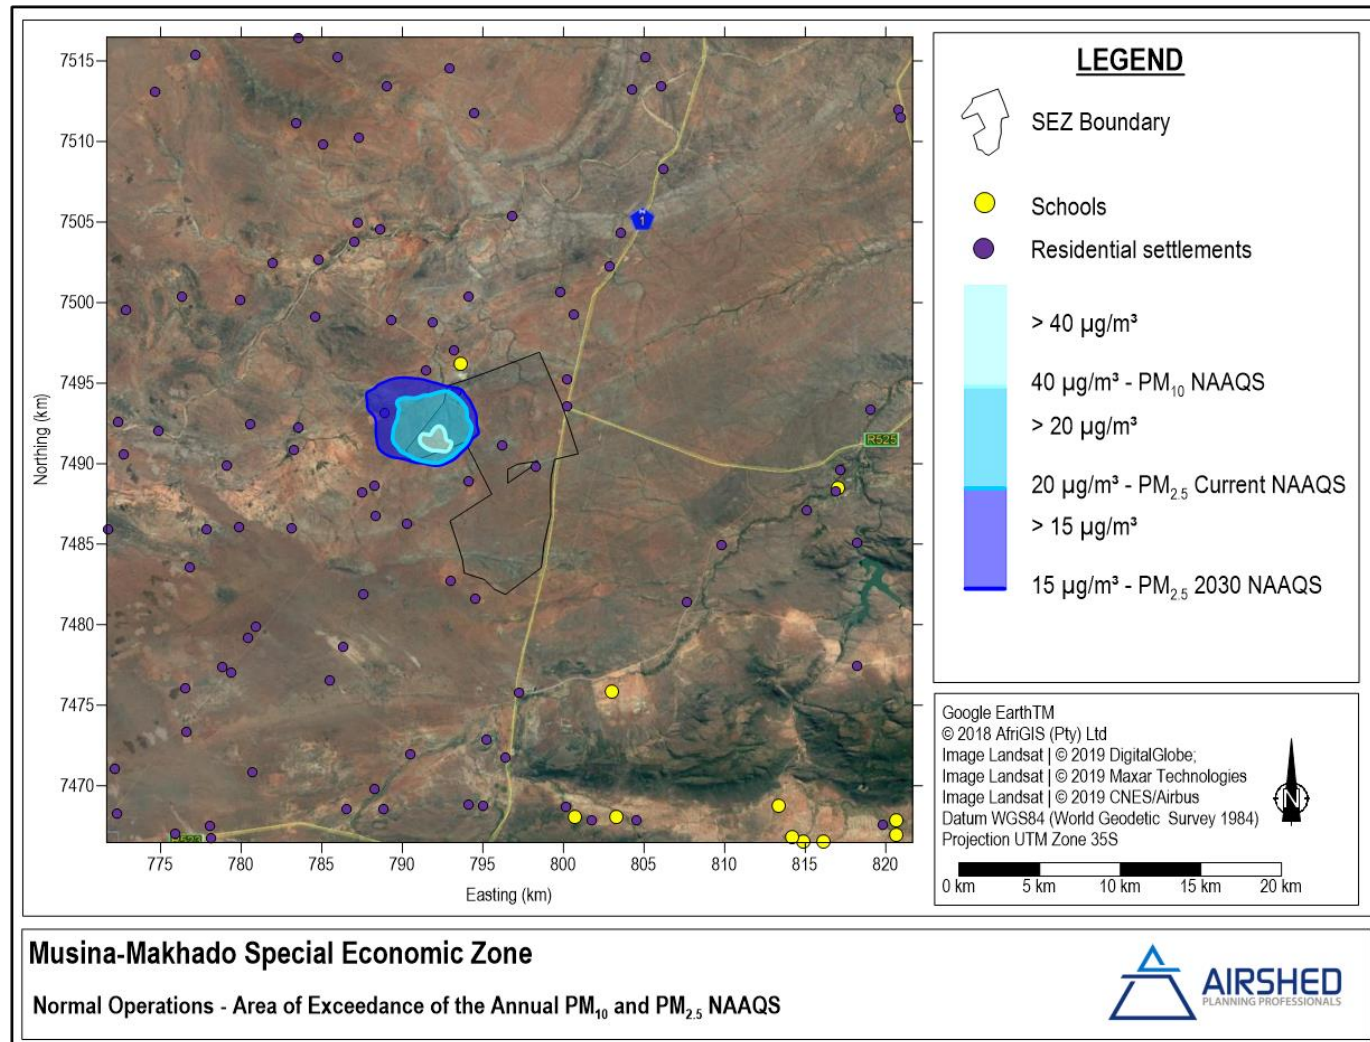 7515
7510
7505
7500
7495
7490
7485
7480
7475
7470
Northing (km)
775
780
785
790
795
800
805
810
815
820
Easting (km)
1
R525
LEGEND
SEZ Boundary
Schools
Residential settlements
> 40 µg/m³
40 µg/m³ - PM₁₀ NAAQS
> 20 µg/m³
20 µg/m³ - PM₂.₅ Current NAAQS
> 15 µg/m³
15 µg/m³ - PM₂.₅ 2030 NAAQS
Google EarthTM
© 2018 AfriGIS (Pty) Ltd
Image Landsat | © 2019 DigitalGlobe;
Image Landsat | © 2019 Maxar Technologies
Image Landsat | © 2019 CNES/Airbus
Datum WGS84 (World Geodetic Survey 1984)
Projection UTM Zone 35S
N
0 km 5 km 10 km 15 km 20 km
Musina-Makhado Special Economic Zone
Normal Operations - Area of Exceedance of the Annual PM₁₀ and PM₂.₅ NAAQS
AIRSHED
PLANNING PROFESSIONALS